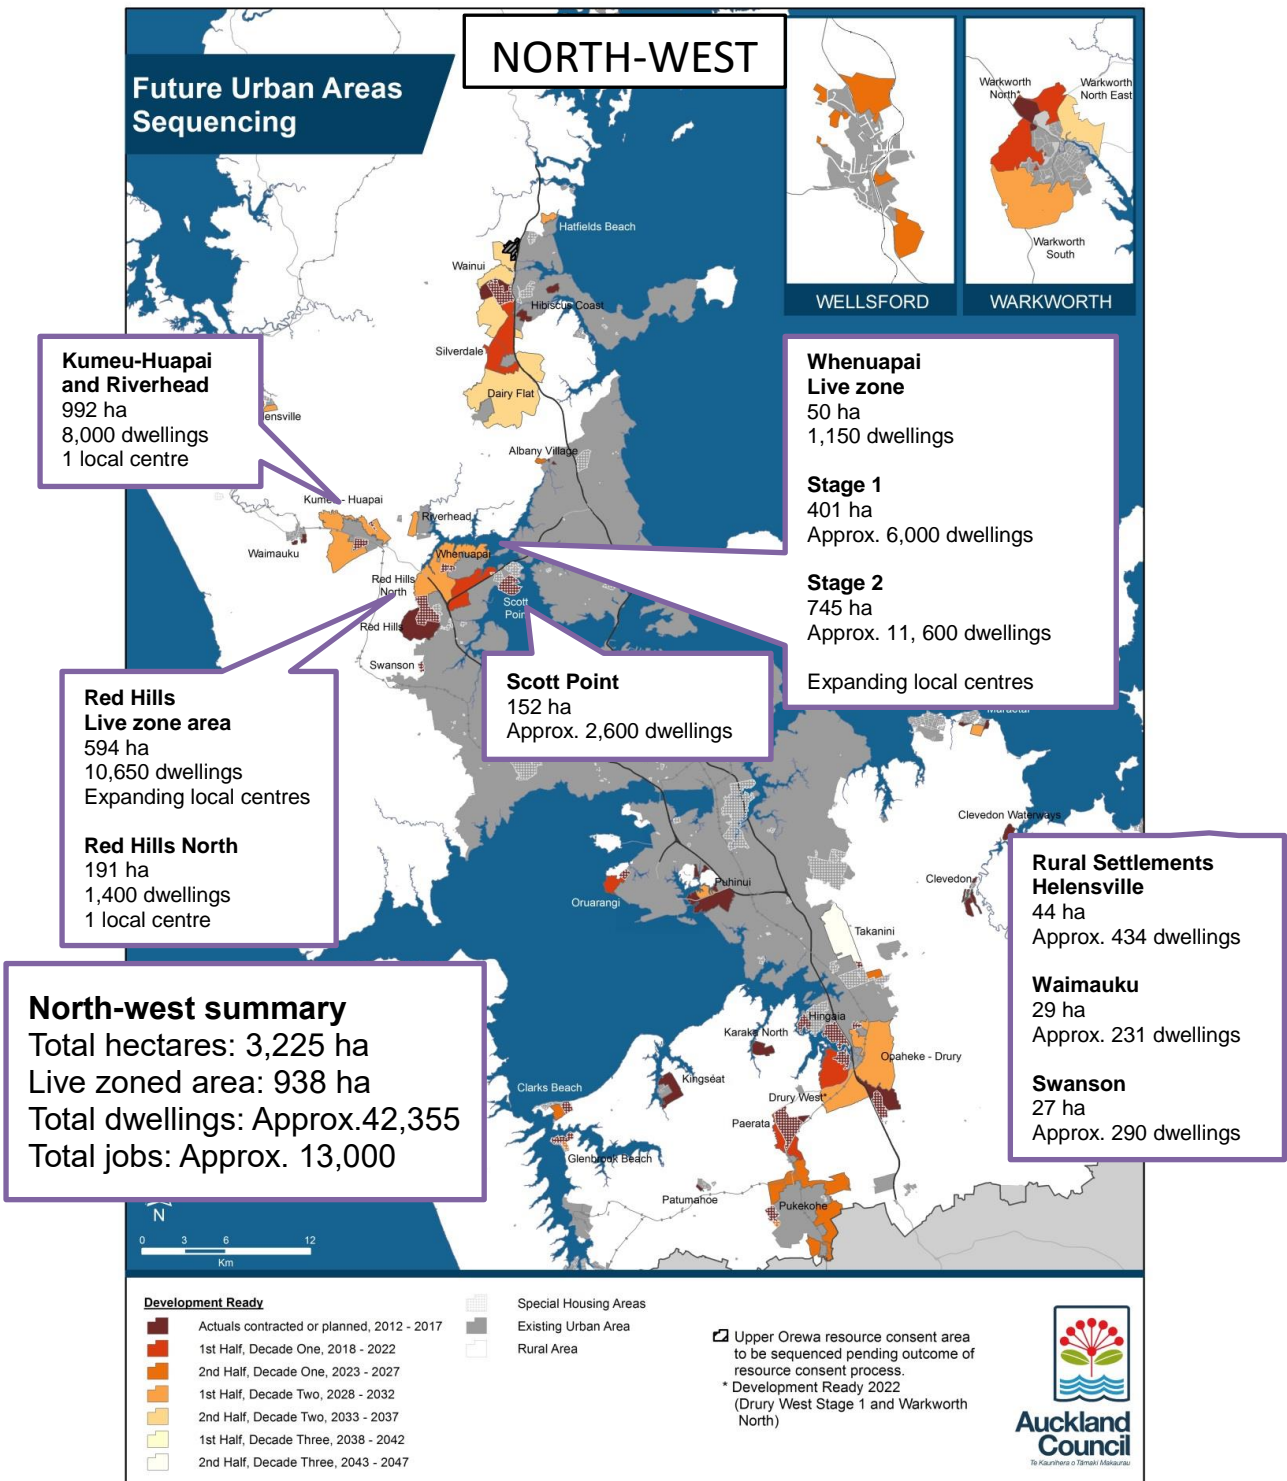 NORTH-WEST
Future Urban Areas
Sequencing
Warkworth
North*
Warkworth
North East
Warkworth
South
WELLSFORD
WARKWORTH
Hatfields Beach
Wainui
Hibiscus Coast
Silverdale
Dairy Flat
ensville
Albany Village
Kumeu-Huapai
and Riverhead
992 ha
8,000 dwellings
1 local centre
Whenuapai
Live zone
50 ha
1,150 dwellings
Stage 1
401 ha
Approx. 6,000 dwellings
Stage 2
745 ha
Approx. 11, 600 dwellings
Expanding local centres
Kumeu - Huapai
Riverhead
Waimauku
Whenuapai
Red Hills
North
Scott
Point
Red Hills
Swanson
Red Hills
Live zone area
594 ha
10,650 dwellings
Expanding local centres
Red Hills North
191 ha
1,400 dwellings
1 local centre
Scott Point
152 ha
Approx. 2,600 dwellings
Maraetai
Clevedon Waterways
Clevedon
Puhinui
Oruarangi
Takanini
Rural Settlements
Helensville
44 ha
Approx. 434 dwellings
Waimauku
29 ha
Approx. 231 dwellings
Swanson
27 ha
Approx. 290 dwellings
North-west summary
Total hectares: 3,225 ha
Live zoned area: 938 ha
Total dwellings: Approx.42,355
Total jobs: Approx. 13,000
Hingaia
Karaka North
Opaheke - Drury
Kingseat
Clarks Beach
Drury West*
Paerata
Glenbrook Beach
Patumahoe
Pukekohe
N
0 3 6 12
Km
Development Ready
Actuals contracted or planned, 2012 - 2017
1st Half, Decade One, 2018 - 2022
2nd Half, Decade One, 2023 - 2027
1st Half, Decade Two, 2028 - 2032
2nd Half, Decade Two, 2033 - 2037
1st Half, Decade Three, 2038 - 2042
2nd Half, Decade Three, 2043 - 2047
Special Housing Areas
Existing Urban Area
Rural Area
Upper Orewa resource consent area
to be sequenced pending outcome of
resource consent process.
* Development Ready 2022
(Drury West Stage 1 and Warkworth
North)
Auckland
Council
Te Kaunihera o Tāmaki Makaurau